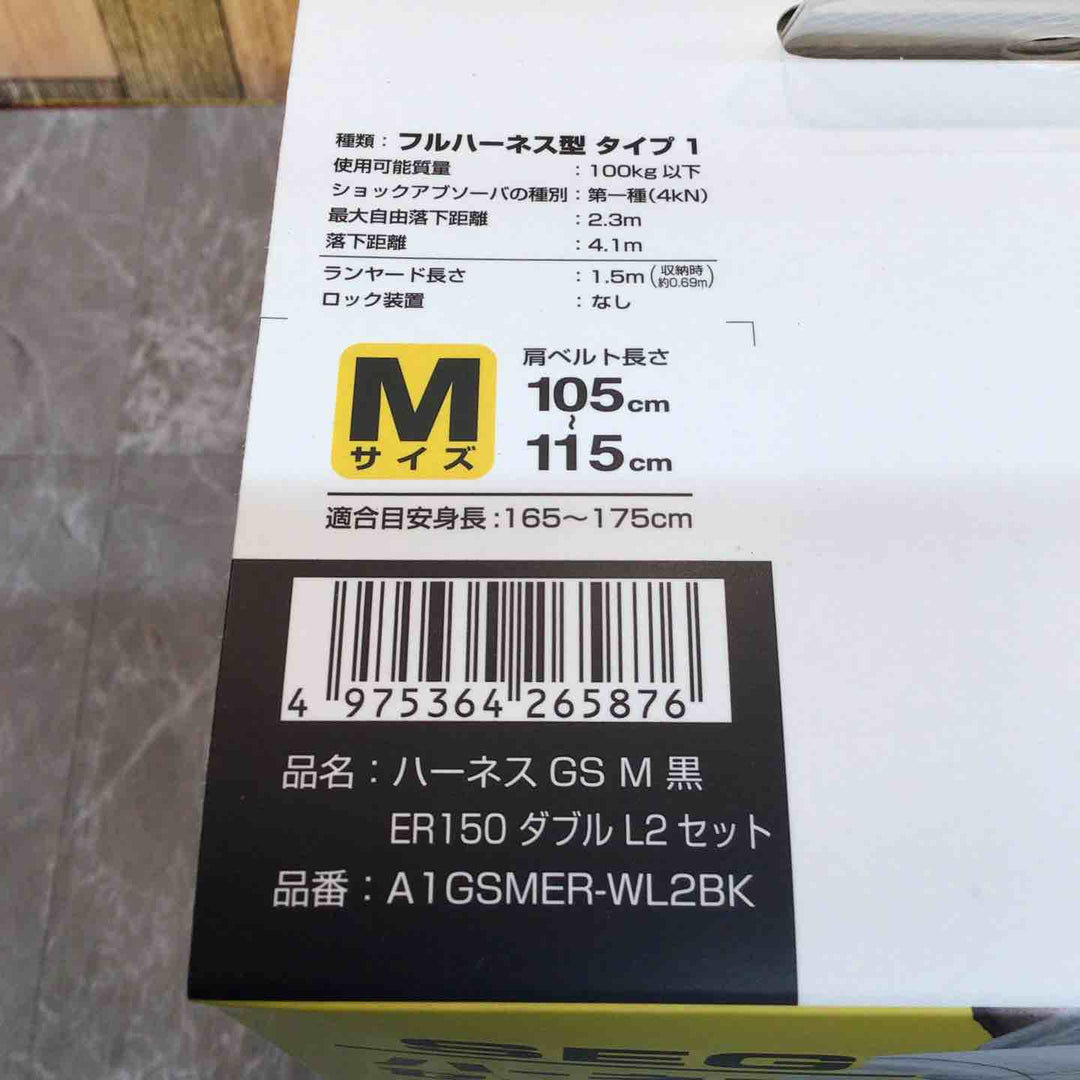 種類：フルハーネス型 タイプ 1
使用可能質量：100kg 以下
ショックアブソーバの種別：第一種(4kN)
最大自由落下距離：2.3m
落下距離：4.1m
ランヤード長さ：1.5m（収納時約0.69m）
ロック装置：なし
M
サイズ
肩ベルト長さ
105cm
～
115cm
適合目安身長：165～175cm
4 975364 265876
品名：ハーネス GS M 黒
ER150 ダブル L2 セット
品番：A1GSMER-WL2BK
SEG